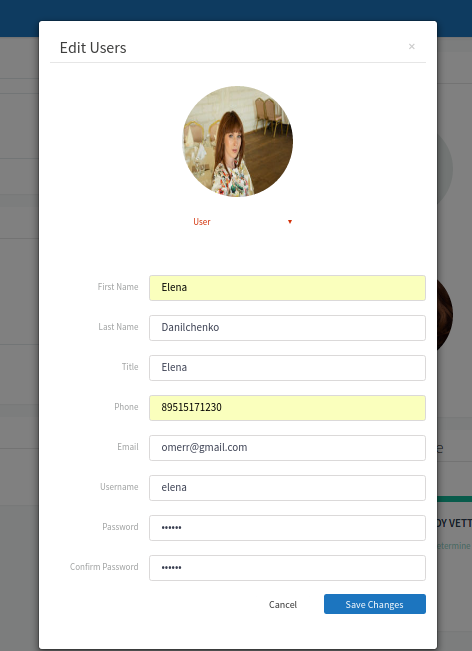 Edit Users ×
User ▾
First Name Elena
Last Name Danilchenko
Title Elena
Phone 89515171230
Email omerr@gmail.com
Username elena
Password ••••••
Confirm Password ••••••
Cancel Save Changes
e
DY VETT
etermine